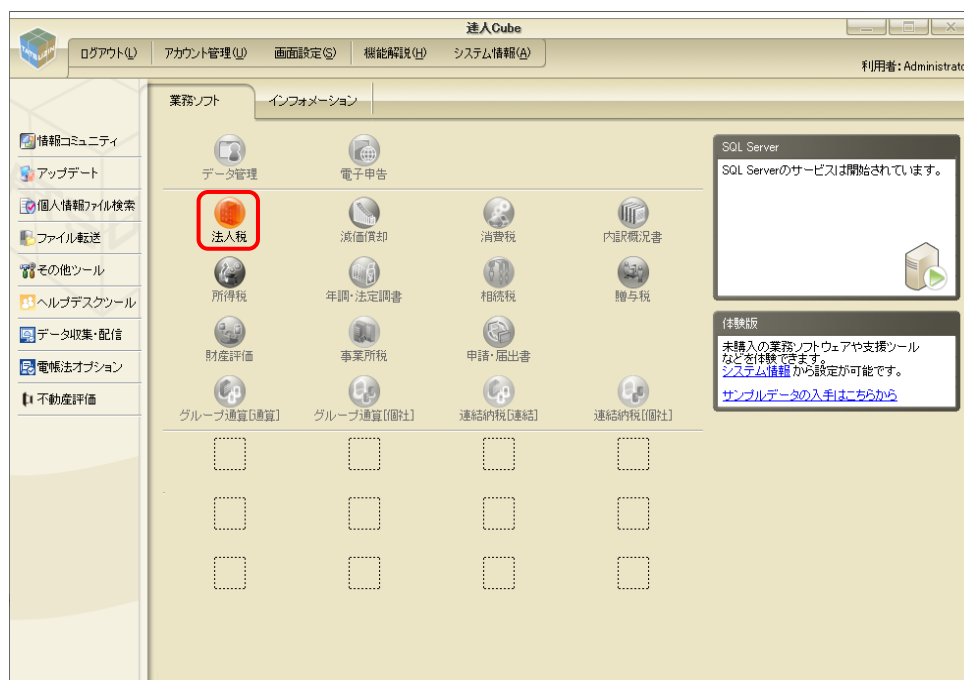 達人Cube
ログアウト(L) アカウント管理(U) 画面設定(S) 機能解説(H) システム情報(A)
利用者: Administrato
業務ソフト インフォメーション
情報コミュニティ
アップデート
個人情報ファイル検索
ファイル転送
その他ツール
ヘルプデスクツール
データ収集・配信
電帳法オプション
不動産評価
データ管理 電子申告
法人税 減価償却 消費税 内訳概況書
所得税 年調・法定調書 相続税 贈与税
財産評価 事業所税 申請・届出書
グループ通算[通算] グループ通算[個社] 連結納税[連結] 連結納税[個社]
SQL Server
SQL Serverのサービスは開始されています。
体験版
未購入の業務ソフトウェアや支援ツール
などを体験できます。
システム情報から設定が可能です。
サンプルデータの入手はこちらから